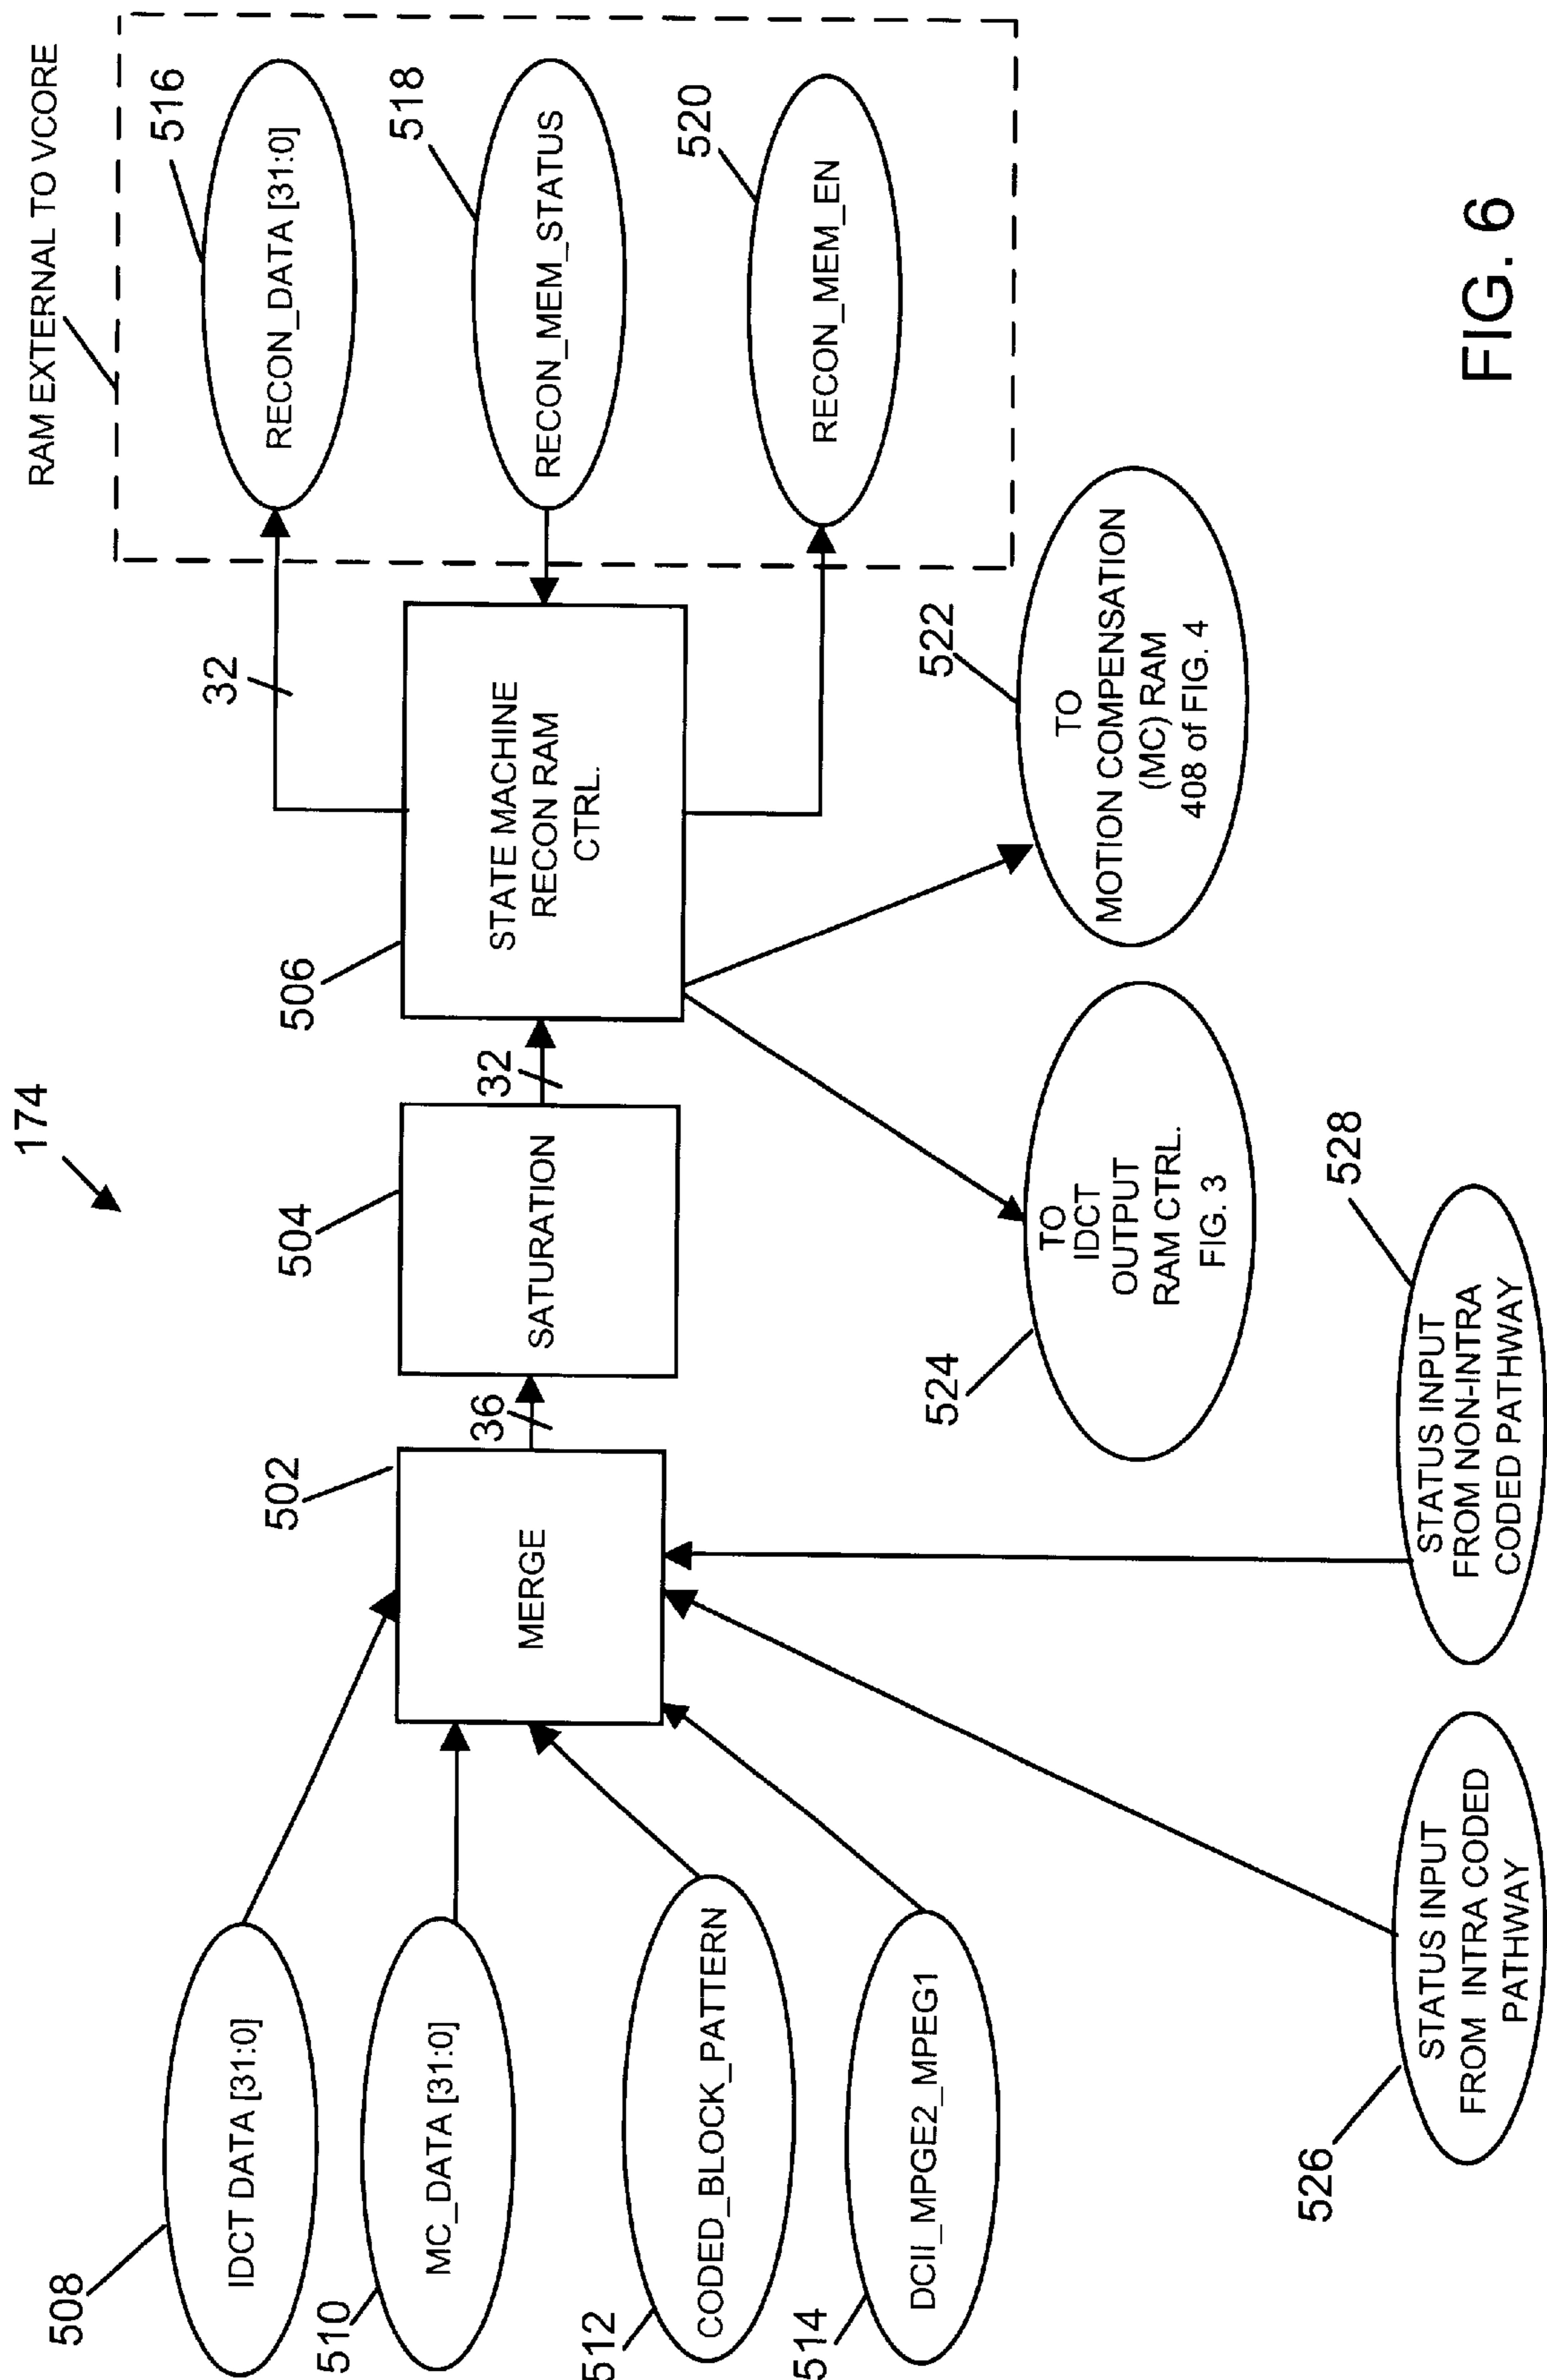 174
508
IDCT DATA [31:0]
510
MC_DATA [31:0]
512
CODED_BLOCK_PATTERN
514
DCII_MPGE2_MPEG1
502
MERGE
36
504
SATURATION
32
506
STATE MACHINE
RECON RAM
CTRL.
32
RAM EXTERNAL TO VCORE
516
RECON_DATA [31:0]
518
RECON_MEM_STATUS
520
RECON_MEM_EN
522
TO
MOTION COMPENSATION
(MC) RAM
408 of FIG. 4
524
TO
IDCT
OUTPUT
RAM CTRL.
FIG. 3
526
STATUS INPUT
FROM INTRA CODED
PATHWAY
528
STATUS INPUT
FROM NON-INTRA
CODED PATHWAY
FIG. 6